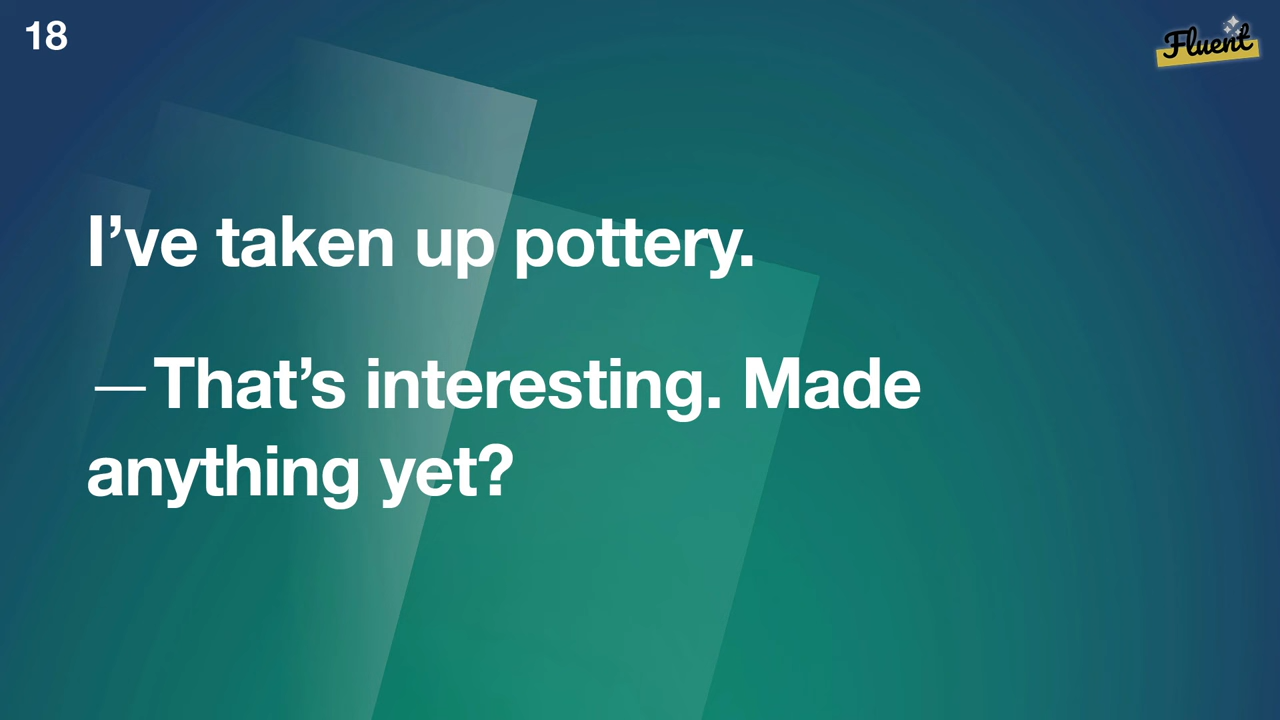 18
Fluent
I’ve taken up pottery.
—That’s interesting. Made
anything yet?